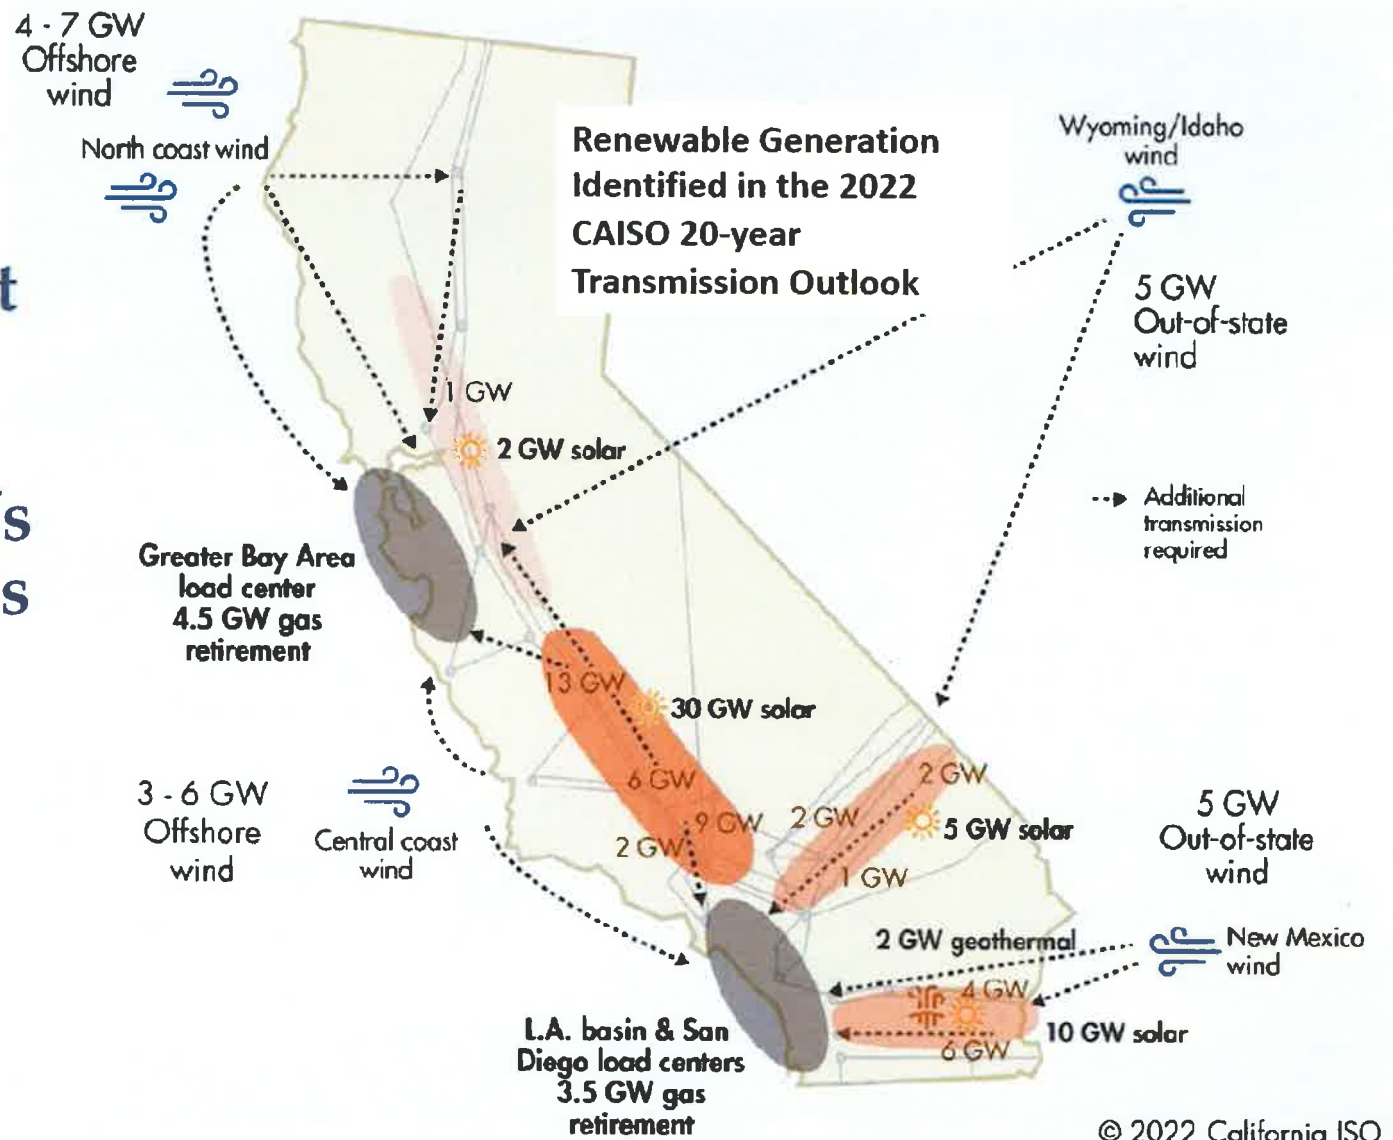 4 - 7 GW
Offshore
wind
North coast wind
t
s
s
Renewable Generation
Identified in the 2022
CAISO 20-year
Transmission Outlook
Wyoming/Idaho
wind
5 GW
Out-of-state
wind
1 GW
2 GW solar
Additional
transmission
required
Greater Bay Area
load center
4.5 GW gas
retirement
13 GW
30 GW solar
6 GW
9 GW
2 GW
2 GW
2 GW
5 GW solar
1 GW
3 - 6 GW
Offshore
wind
Central coast
wind
5 GW
Out-of-state
wind
New Mexico
wind
2 GW geothermal
4 GW
10 GW solar
6 GW
L.A. basin & San
Diego load centers
3.5 GW gas
retirement
© 2022 California ISO